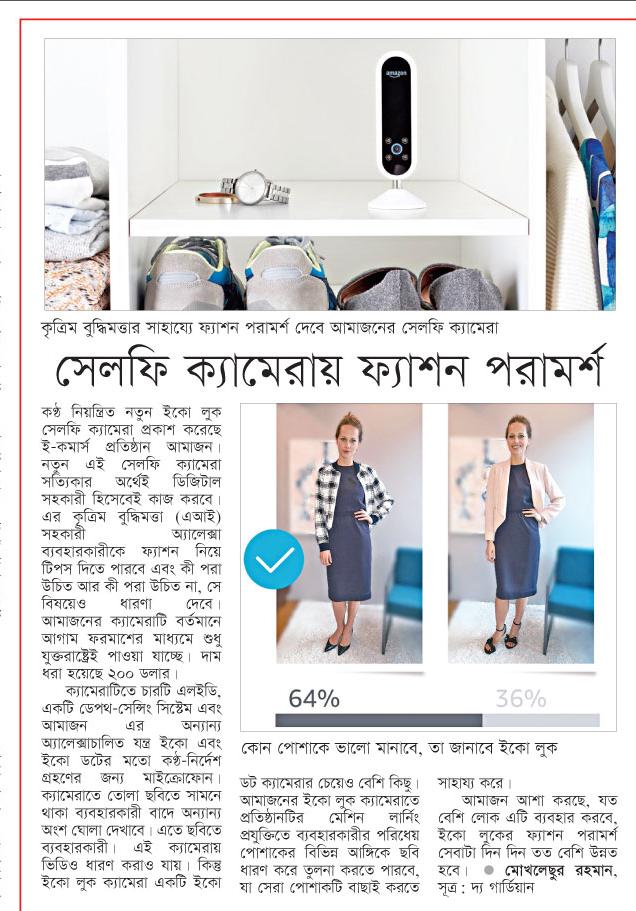 amazon
কৃত্রিম বুদ্ধিমত্তার সাহায্যে ফ্যাশন পরামর্শ দেবে আমাজনের সেলফি ক্যামেরা
সেলফি ক্যামেরায় ফ্যাশন পরামর্শ
কণ্ঠ নিয়ন্ত্রিত নতুন ইকো লুক
সেলফি ক্যামেরা প্রকাশ করেছে
ই-কমার্স প্রতিষ্ঠান আমাজন।
নতুন এই সেলফি ক্যামেরা
সত্যিকার অর্থেই ডিজিটাল
সহকারী হিসেবেই কাজ করবে।
এর কৃত্রিম বুদ্ধিমত্তা (এআই)
সহকারী অ্যালেক্সা
ব্যবহারকারীকে ফ্যাশন নিয়ে
টিপস দিতে পারবে এবং কী পরা
উচিত আর কী পরা উচিত না, সে
বিষয়েও ধারণা দেবে।
আমাজনের ক্যামেরাটি বর্তমানে
আগাম ফরমাশের মাধ্যমে শুধু
যুক্তরাষ্ট্রেই পাওয়া যাচ্ছে। দাম
ধরা হয়েছে ২০০ ডলার।
ক্যামেরাটিতে চারটি এলইডি,
একটি ডেপথ-সেন্সিং সিস্টেম এবং
আমাজন এর অন্যান্য
অ্যালেক্সাচালিত যন্ত্র ইকো এবং
ইকো ডটের মতো কণ্ঠ-নির্দেশ
গ্রহণের জন্য মাইক্রোফোন।
ক্যামেরাতে তোলা ছবিতে সামনে
থাকা ব্যবহারকারী বাদে অন্যান্য
অংশ ঘোলা দেখাবে। এতে ছবিতে
ব্যবহারকারী। এই ক্যামেরায়
ভিডিও ধারণ করাও যায়। কিন্তু
ইকো লুক ক্যামেরা একটি ইকো
64%
36%
কোন পোশাকে ভালো মানাবে, তা জানাবে ইকো লুক
ডট ক্যামেরার চেয়েও বেশি কিছু।
আমাজনের ইকো লুক ক্যামেরাতে
প্রতিষ্ঠানটির মেশিন লার্নিং
প্রযুক্তিতে ব্যবহারকারীর পরিধেয়
পোশাকের বিভিন্ন আঙ্গিকে ছবি
ধারণ করে তুলনা করতে পারবে,
যা সেরা পোশাকটি বাছাই করতে
সাহায্য করে।
আমাজন আশা করছে, যত
বেশি লোক এটি ব্যবহার করবে,
ইকো লুকের ফ্যাশন পরামর্শ
সেবাটা দিন দিন তত বেশি উন্নত
হবে। ● মোখলেছুর রহমান,
সূত্র : দ্য গার্ডিয়ান